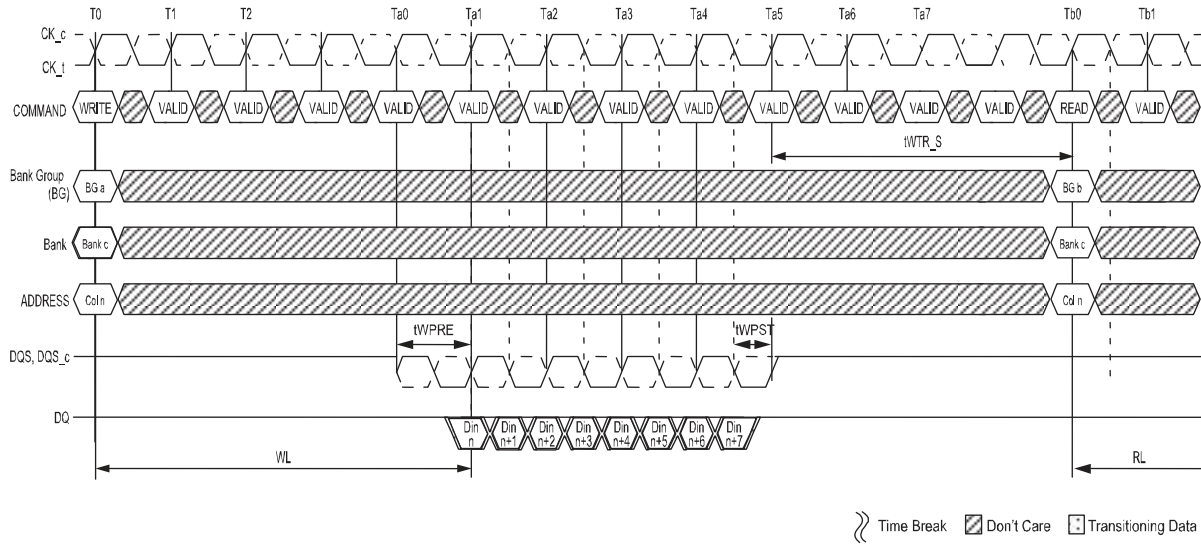 T0 T1 T2 Ta0 Ta1 Ta2 Ta3 Ta4 Ta5 Ta6 Ta7 Tb0 Tb1
CK_c
CK_t
COMMAND WRITE VALID VALID VALID VALID VALID VALID VALID VALID VALID VALID VALID VALID READ VALID
tWTR_S
Bank Group
(BG)
BG a BG b
Bank Bank c Bank c
ADDRESS Col n Col n
tWPRE tWPST
DQS, DQS_c
DQ
Din n Din n+1 Din n+2 Din n+3 Din n+4 Din n+5 Din n+6 Din n+7
WL RL
Time Break Don't Care Transitioning Data